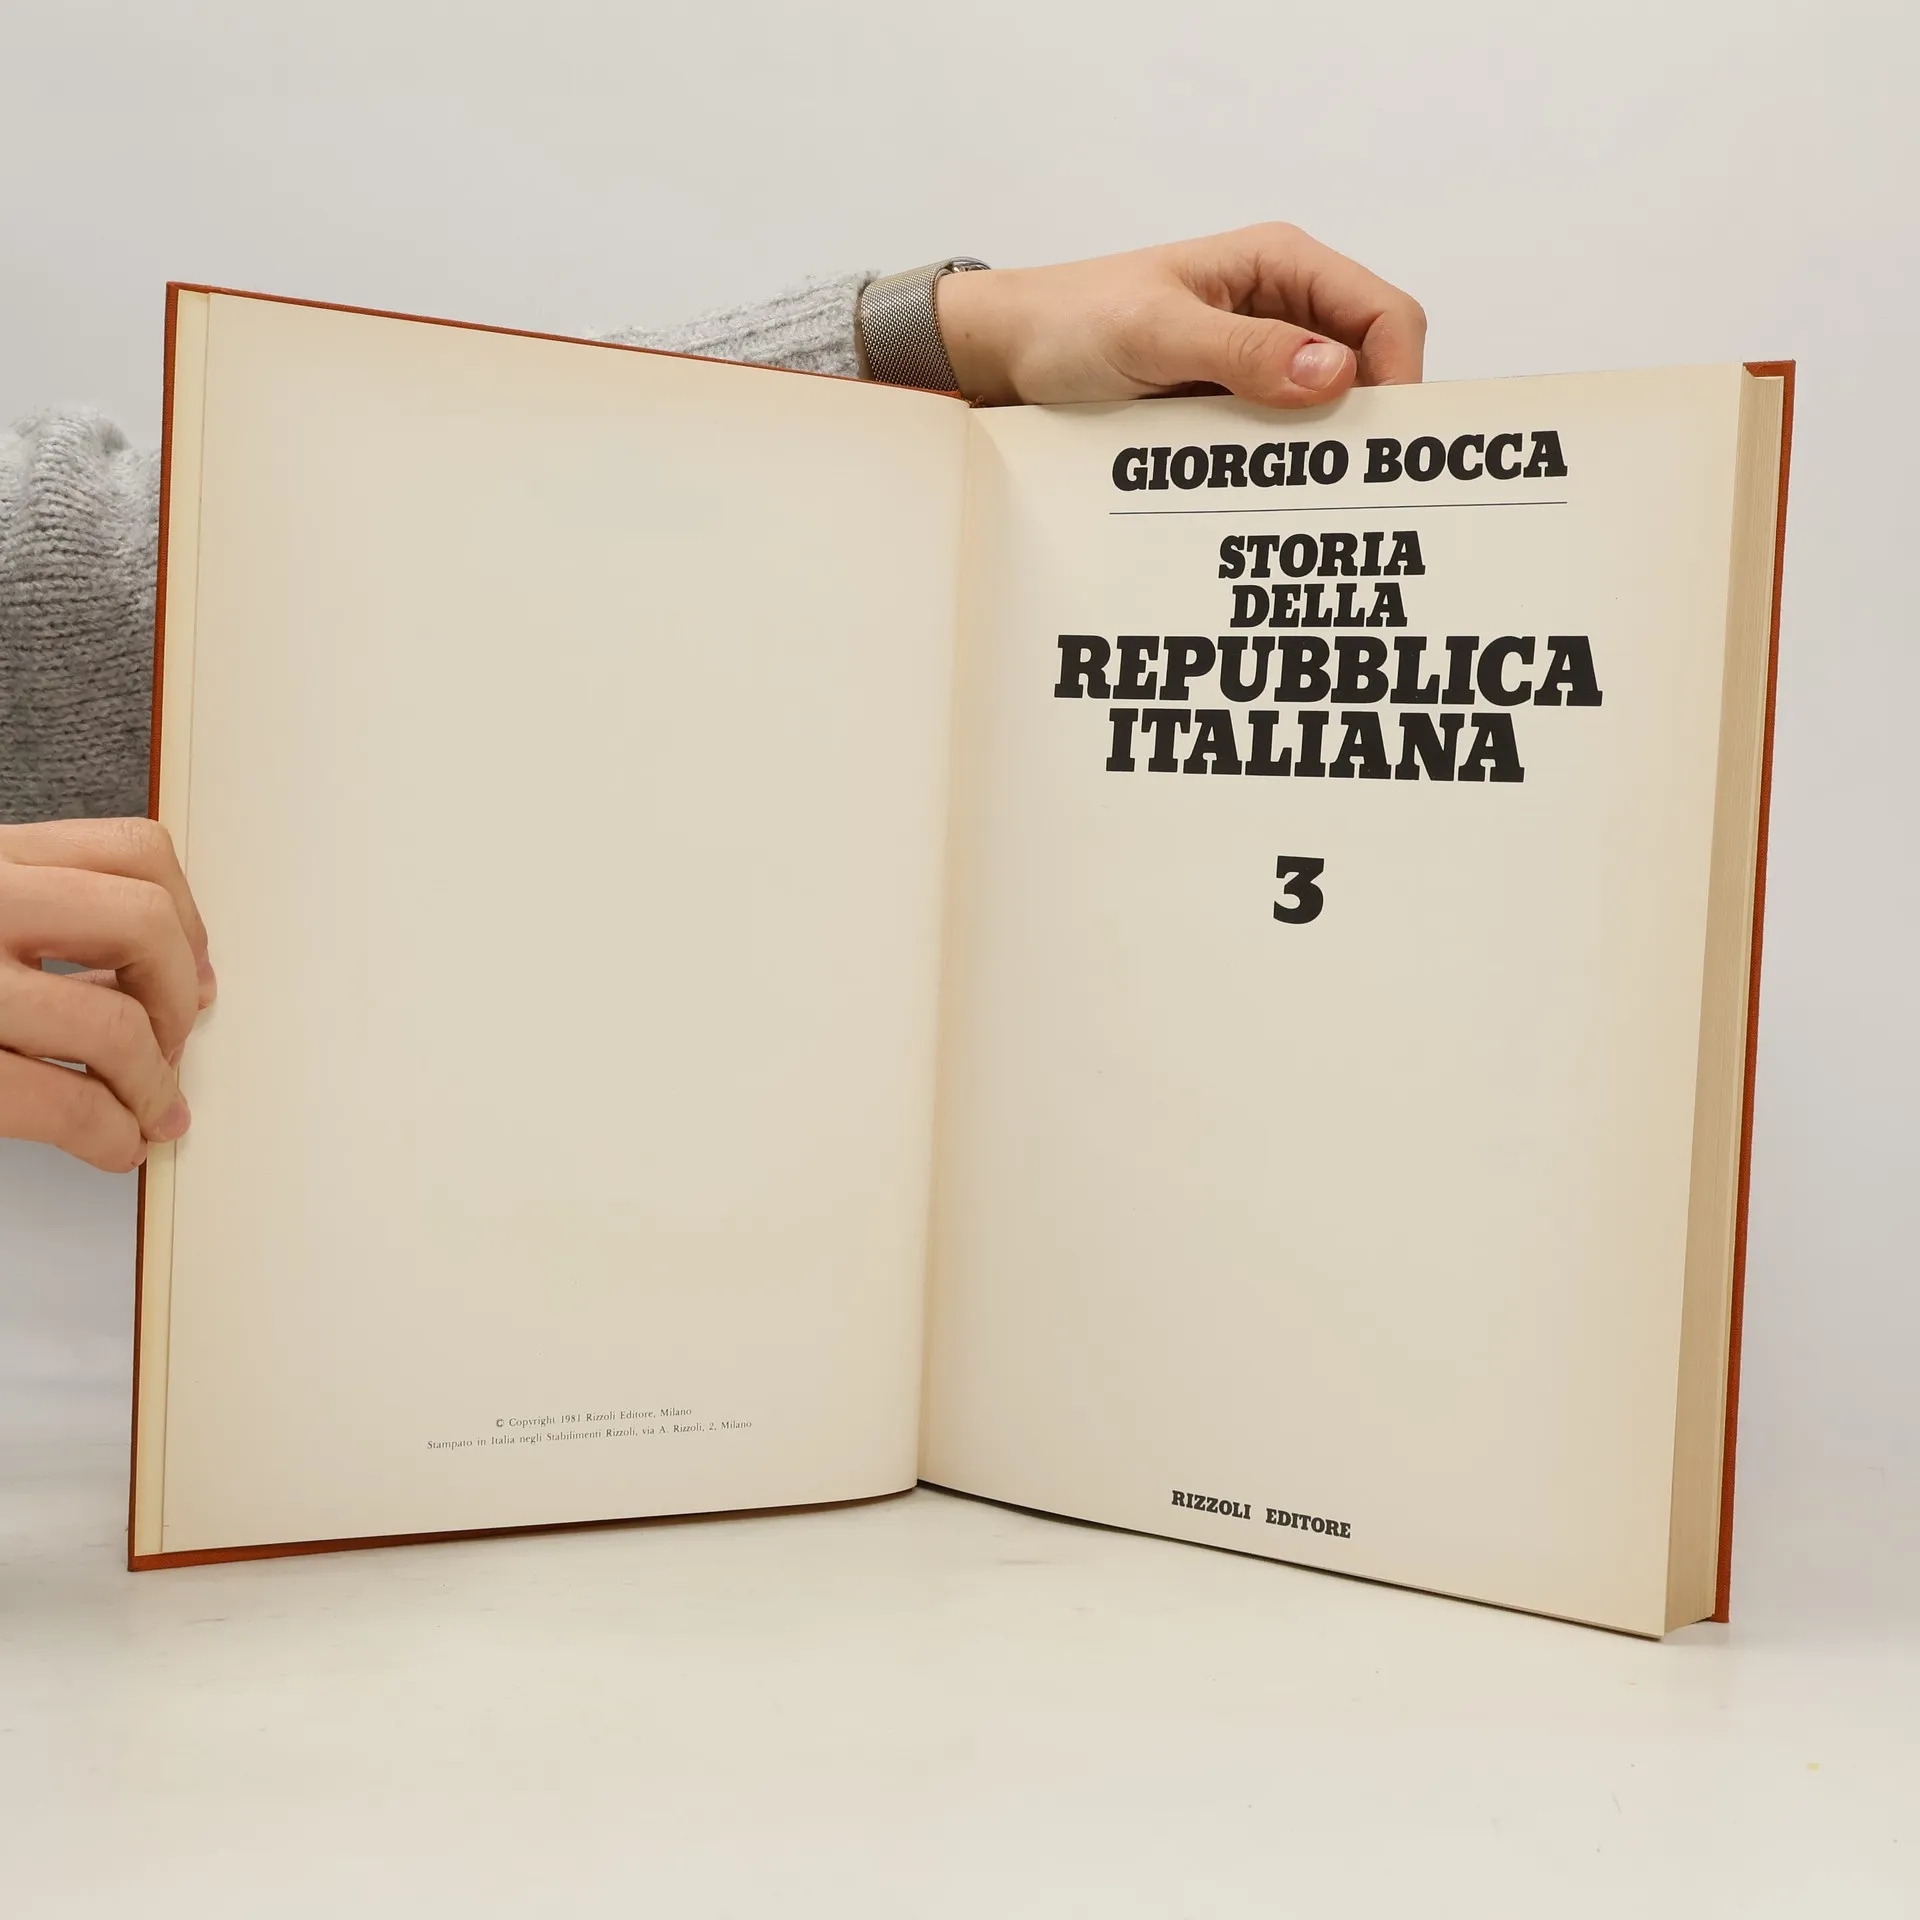 © Copyright 1981 Rizzoli Editore, Milano
Stampato in Italia negli Stabilimenti Rizzoli, via A. Rizzoli, 2, Milano
GIORGIO BOCCA
STORIA
DELLA
REPUBBLICA
ITALIANA
3
RIZZOLI EDITORE